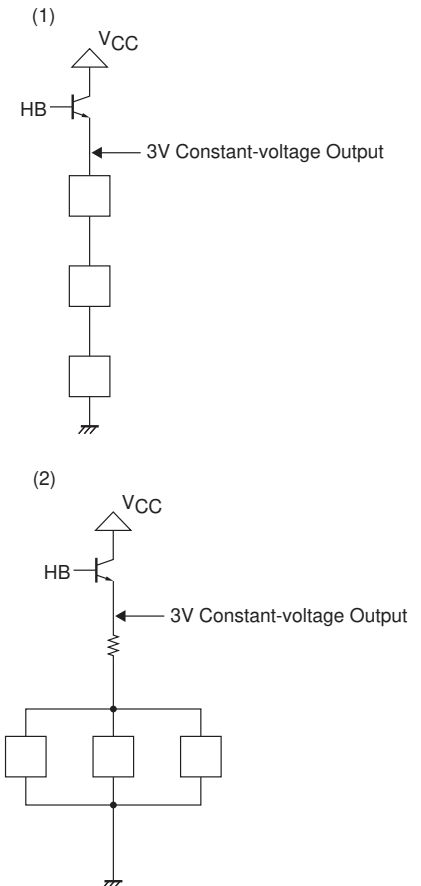 (1)
VCC
HB
3V Constant-voltage Output
(2)
VCC
HB
3V Constant-voltage Output